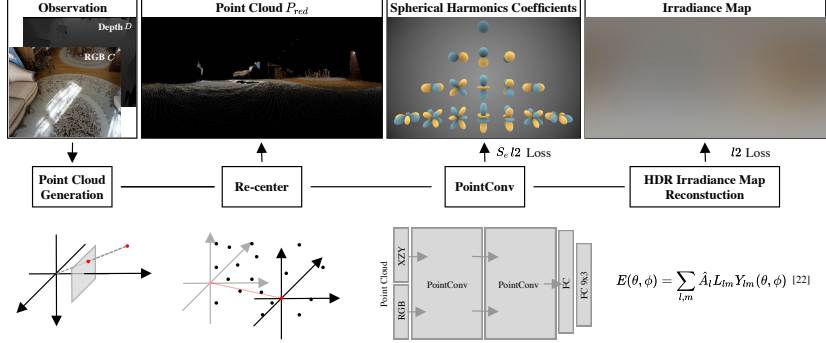 Observation
Depth D
RGB C
Point Cloud P_red
Spherical Harmonics Coefficients
Irradiance Map
S_e l2 Loss
l2 Loss
Point Cloud
Generation
Re-center
PointConv
HDR Irradiance Map
Reconstuction
Point Cloud
XZY
RGB
PointConv
PointConv
FC
FC 9x3
E(θ, ϕ) = ∑_{l,m} Â_l L_{lm} Y_{lm}(θ, ϕ) [22]